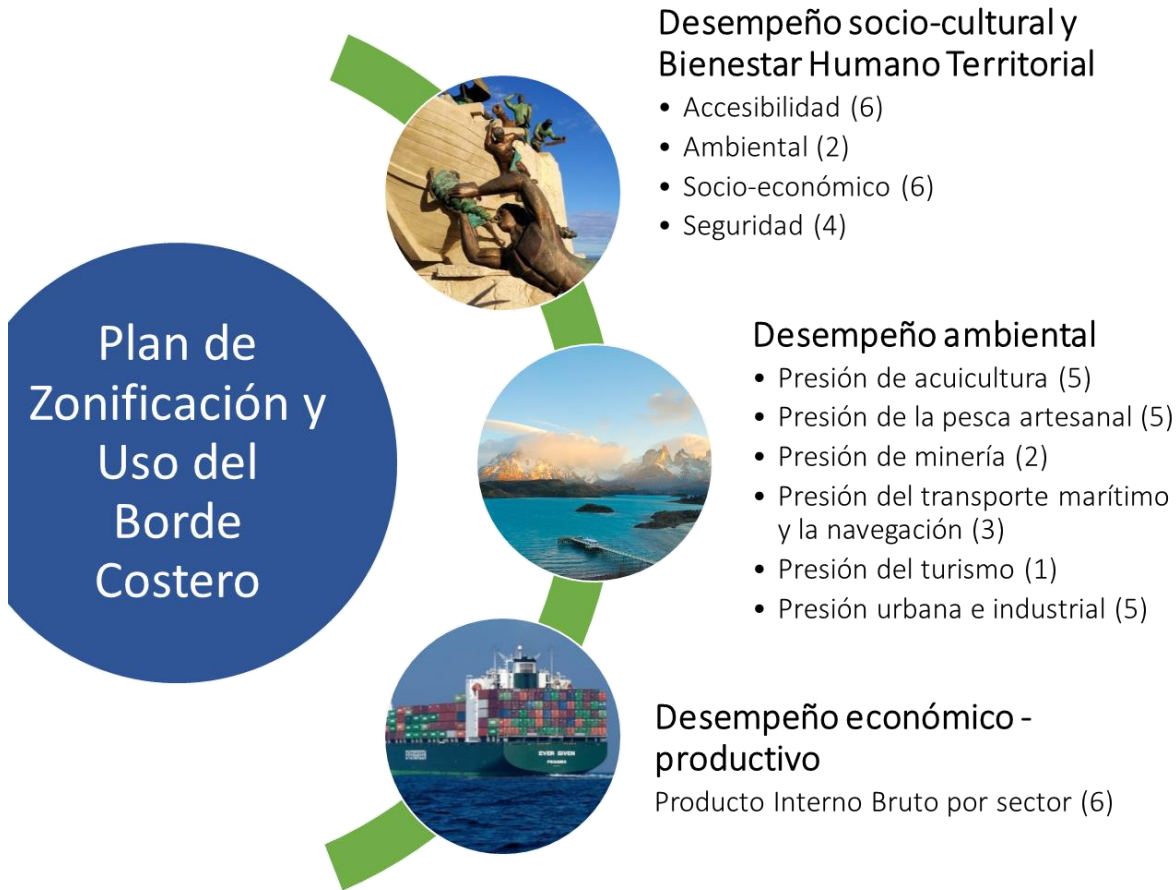 Plan de
Zonificación y
Uso del
Borde
Costero
Desempeño socio-cultural y
Bienestar Humano Territorial
• Accesibilidad (6)
• Ambiental (2)
• Socio-económico (6)
• Seguridad (4)
Desempeño ambiental
• Presión de acuicultura (5)
• Presión de la pesca artesanal (5)
• Presión de minería (2)
• Presión del transporte marítimo
y la navegación (3)
• Presión del turismo (1)
• Presión urbana e industrial (5)
EVER GIVEN
PANAMA
Desempeño económico -
productivo
Producto Interno Bruto por sector (6)